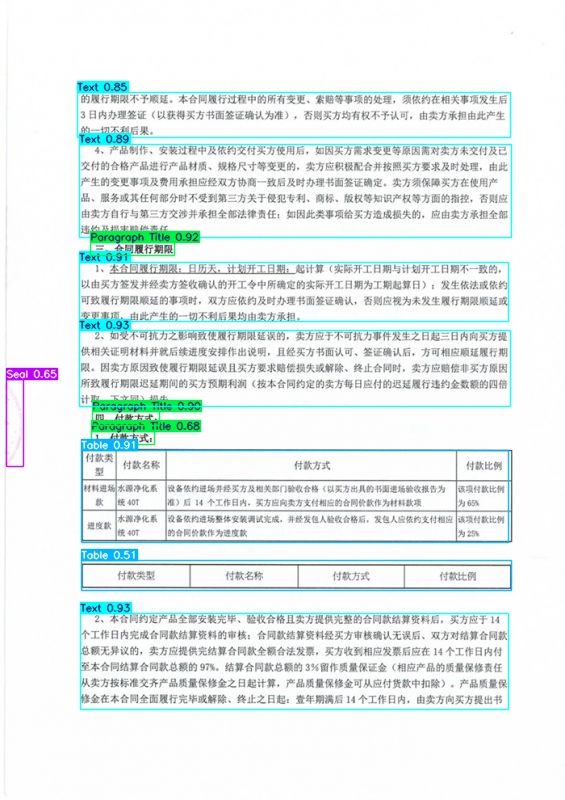 Text 0.85
的履行期限不予顺延。本合同履行过程中的所有变更、索赔等事项的处理，须依约在相关事项发生后
3 日内办理签证（以获得买方书面签证确认为准），否则买方均有权不予认可，由卖方承担由此产生
的一切不利后果。
Text 0.89
4、产品制作、安装过程中及依约交付买方使用后，如因买方需求变更等原因需对卖方未交付及已
交付的合格产品进行产品材质、规格尺寸等变更的，卖方应积极配合并按照买方要求及时处理，由此
产生的变更事项及费用承担应经双方协商一致后及时办理书面签证确定。卖方须保障买方在使用产
品、服务或其任何部分时不受到第三方关于侵犯专利、商标、版权等知识产权等方面的指控，否则应
由卖方自行与第三方交涉并承担全部法律责任；如因此类事项给买方造成损失的，应由卖方承担全部
违约及损害赔偿责任。
Paragraph Title 0.92
三、合同履行期限
Text 0.91
1、本合同履行期限：日历天，计划开工日期：起计算（实际开工日期与计划开工日期不一致的，
以由买方签发并经卖方签收确认的开工令中所确定的实际开工日期为工期起算日）；发生依法或依约
可致履行期限顺延的事项时，双方应依约及时办理书面签证确认，否则应视为未发生履行期限顺延或
变更事项，由此产生的一切不利后果均由卖方承担。
Text 0.93
2、如受不可抗力之影响致使履行期限延误的，卖方应于不可抗力事件发生之日起三日内向买方提
供相关证明材料并就后续进度安排作出说明，且经买方书面认可、签证确认后，方可相应顺延履行期
限。因卖方原因致使履行期限延误且买方要求赔偿损失或解除、终止合同时，卖方应赔偿非买方原因
所致履行期限迟延期间的买方预期利润（按本合同约定的卖方每日应付的迟延履行违约金数额的四倍
计取，下文同）损失。
Seal 0.65
Paragraph Title 0.90
四、付款方式：
Paragraph Title 0.68
1、付款方式：
Table 0.91
付款类型 付款名称 付款方式 付款比例
材料进场款 水源净化系统 40T 设备依约进场并经买方及相关部门验收合格（以买方出具的书面进场验收报告为准）后 14 个工作日内，买方应向卖方支付相应的合同价款作为材料款项 该项付款比例为 65%
进度款 水源净化系统 40T 设备依约进场整体安装调试完成，并经发包人验收合格后，发包人应依约支付相应的合同价款作为进度款 该项付款比例为 25%
Table 0.51
付款类型 付款名称 付款方式 付款比例
Text 0.93
2、本合同约定产品全部安装完毕、验收合格且卖方提供完整的合同款结算资料后，买方应于 14
个工作日内完成合同款结算资料的审核；合同款结算资料经买方审核确认无误后、双方对结算合同款
总额无异议的，卖方应提供完结算合同款全额合法发票，买方收到相应发票后应在 14 个工作日内付
至本合同结算合同款总额的 97%。结算合同款总额的 3%留作质量保证金（相应产品的质量保修责任
从卖方按标准交齐产品质量保修金之日起计算，产品质量保修金可从应付货款中扣除）。产品质量保
修金在本合同全面履行完毕或解除、终止之日起：壹年期满后 14 个工作日内，由卖方向买方提出书